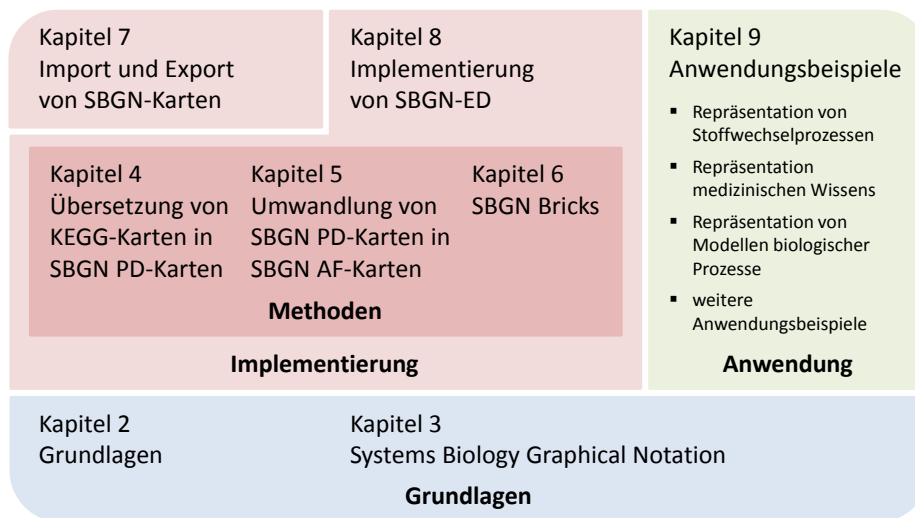 Kapitel 7
Import und Export
von SBGN-Karten
Kapitel 8
Implementierung
von SBGN-ED
Kapitel 9
Anwendungsbeispiele
▪ Repräsentation von
Stoffwechselprozessen
▪ Repräsentation
medizinischen Wissens
▪ Repräsentation von
Modellen biologischer
Prozesse
▪ weitere
Anwendungsbeispiele
Anwendung
Kapitel 4
Übersetzung von
KEGG-Karten in
SBGN PD-Karten
Kapitel 5
Umwandlung von
SBGN PD-Karten in
SBGN AF-Karten
Kapitel 6
SBGN Bricks
Methoden
Implementierung
Kapitel 2
Grundlagen
Kapitel 3
Systems Biology Graphical Notation
Grundlagen